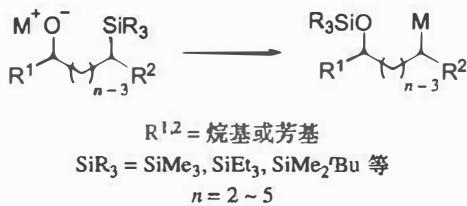 M⁺ O⁻ SiR₃ R₃SiO M
R¹ n−3 R² R¹ n−3 R²
R¹,² = 烷基或芳基
SiR₃ = SiMe₃, SiEt₃, SiMe₂ᵗBu 等
n = 2 ~ 5